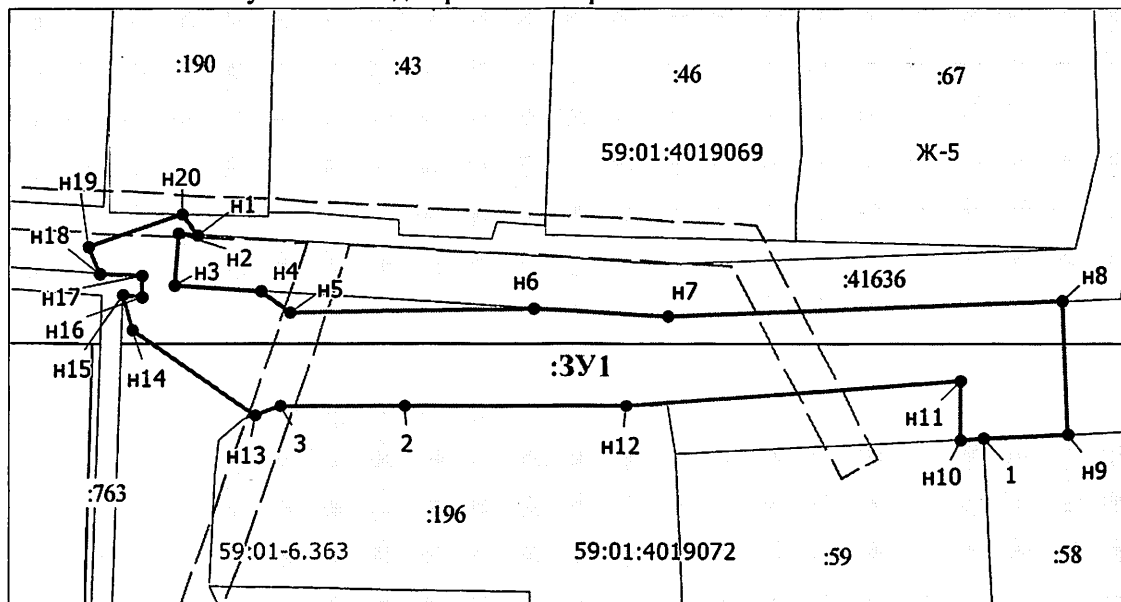 :190
:43
:46
:67
59:01:4019069
Ж-5
н19
н20
н1
н18
н2
н3
н4
н5
н6
н7
:41636
н8
н17
н16
н15
н14
:ЗУ1
н11
н13
3
2
н12
н10
1
н9
:763
:196
59:01-6.363
59:01:4019072
:59
:58